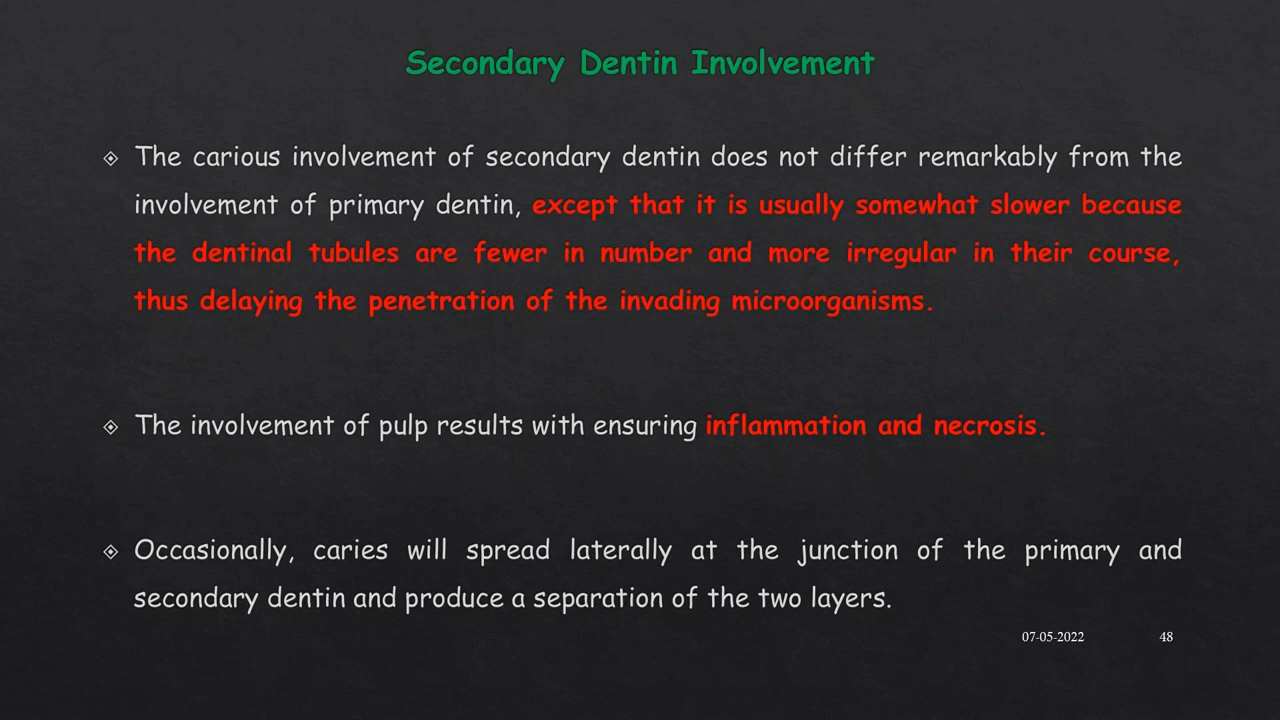 Secondary Dentin Involvement
The carious involvement of secondary dentin does not differ remarkably from the
involvement of primary dentin, except that it is usually somewhat slower because
the dentinal tubules are fewer in number and more irregular in their course,
thus delaying the penetration of the invading microorganisms.
The involvement of pulp results with ensuring inflammation and necrosis.
Occasionally, caries will spread laterally at the junction of the primary and
secondary dentin and produce a separation of the two layers.
07-05-2022 48